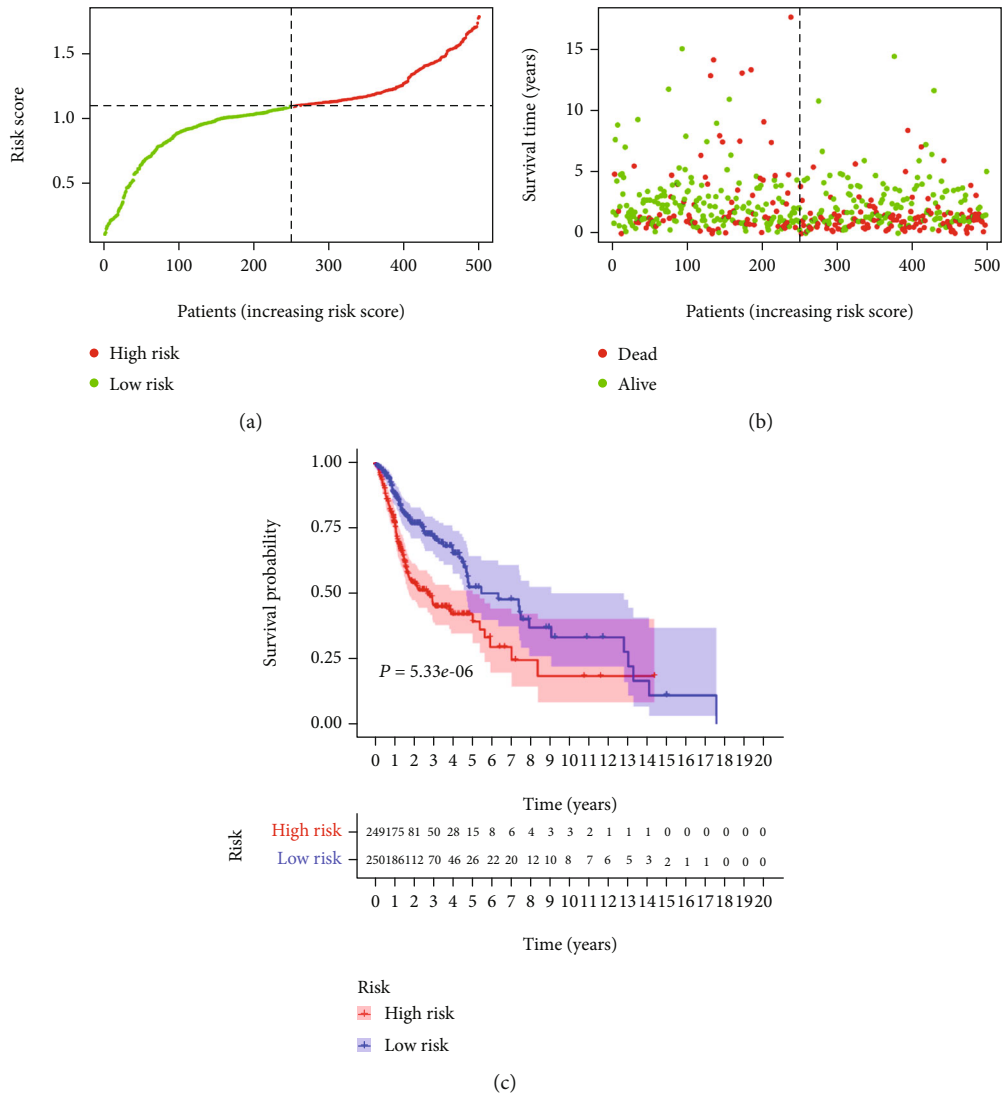 1.5
1.0
0.5
Risk score
0 100 200 300 400 500
Patients (increasing risk score)
High risk
Low risk
(a)
15
10
5
0
Survival time (years)
0 100 200 300 400 500
Patients (increasing risk score)
Dead
Alive
(b)
1.00
0.75
0.50
0.25
0.00
Survival probability
P = 5.33e-06
0 1 2 3 4 5 6 7 8 9 10 11 12 13 14 15 16 17 18 19 20
Time (years)
Risk
High risk 249 175 81 50 28 15 8 6 4 3 3 2 1 1 1 0 0 0 0 0 0
Low risk 250 186 112 70 46 26 22 20 12 10 8 7 6 5 3 2 1 1 0 0 0
0 1 2 3 4 5 6 7 8 9 10 11 12 13 14 15 16 17 18 19 20
Time (years)
Risk
High risk
Low risk
(c)